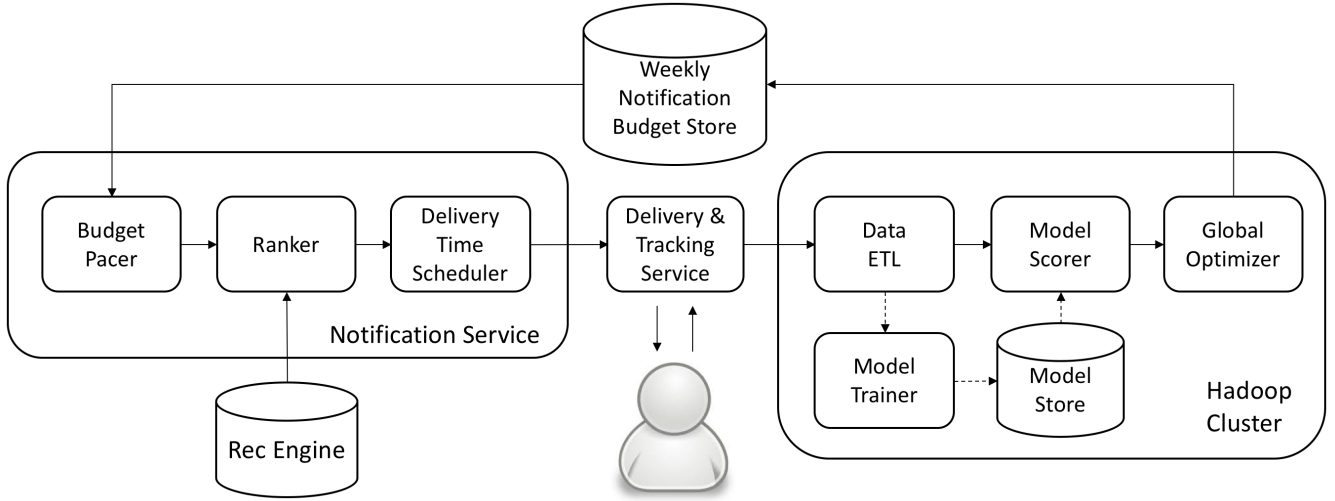 Weekly
Notification
Budget Store
Budget
Pacer
Ranker
Delivery
Time
Scheduler
Notification Service
Rec Engine
Delivery &
Tracking
Service
Data
ETL
Model
Scorer
Global
Optimizer
Model
Trainer
Model
Store
Hadoop
Cluster